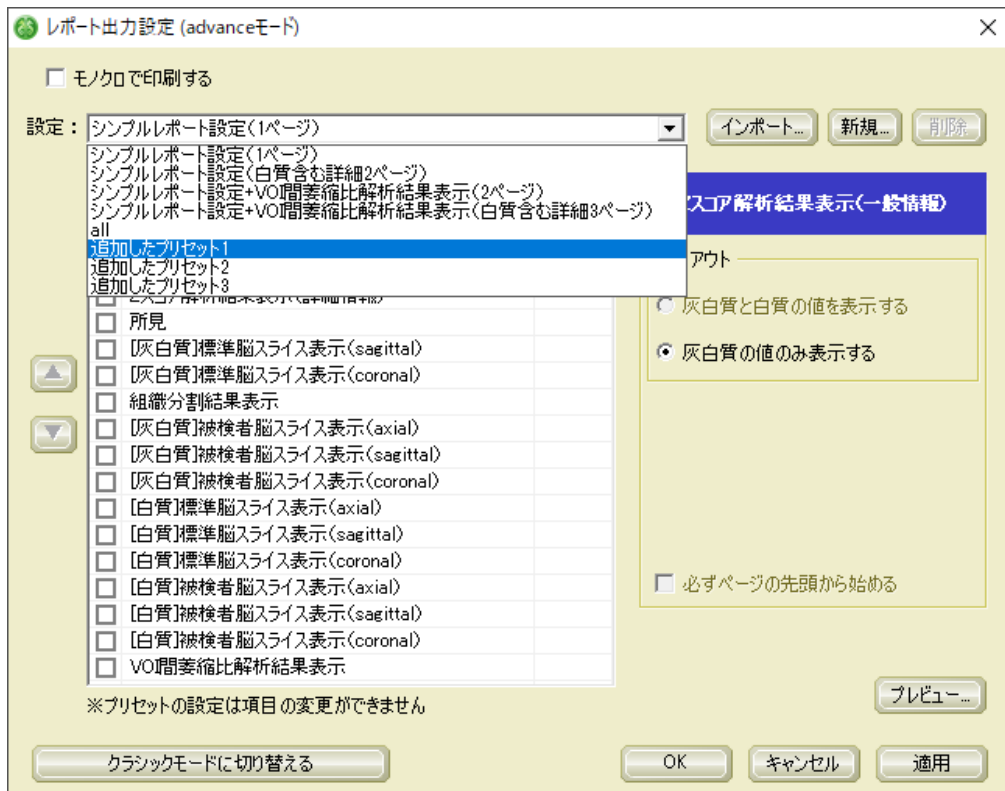 レポート出力設定 (advanceモード)
モノクロで印刷する
設定：
シンプルレポート設定(1ページ)
インポート...
新規...
削除
シンプルレポート設定(1ページ)
シンプルレポート設定(白質含む詳細2ページ)
シンプルレポート設定+VOI間萎縮比解析結果表示(2ページ)
シンプルレポート設定+VOI間萎縮比解析結果表示(白質含む詳細3ページ)
all
追加したプリセット1
追加したプリセット2
追加したプリセット3
スコア解析結果表示(一般情報)
アウト
灰白質と白質の値を表示する
灰白質の値のみ表示する
必ずページの先頭から始める
Zスコア解析結果表示(詳細情報)
所見
[灰白質]標準脳スライス表示(sagittal)
[灰白質]標準脳スライス表示(coronal)
組織分割結果表示
[灰白質]被検者脳スライス表示(axial)
[灰白質]被検者脳スライス表示(sagittal)
[灰白質]被検者脳スライス表示(coronal)
[白質]標準脳スライス表示(axial)
[白質]標準脳スライス表示(sagittal)
[白質]標準脳スライス表示(coronal)
[白質]被検者脳スライス表示(axial)
[白質]被検者脳スライス表示(sagittal)
[白質]被検者脳スライス表示(coronal)
VOI間萎縮比解析結果表示
※プリセットの設定は項目の変更ができません
プレビュー...
クラシックモードに切り替える
OK
キャンセル
適用